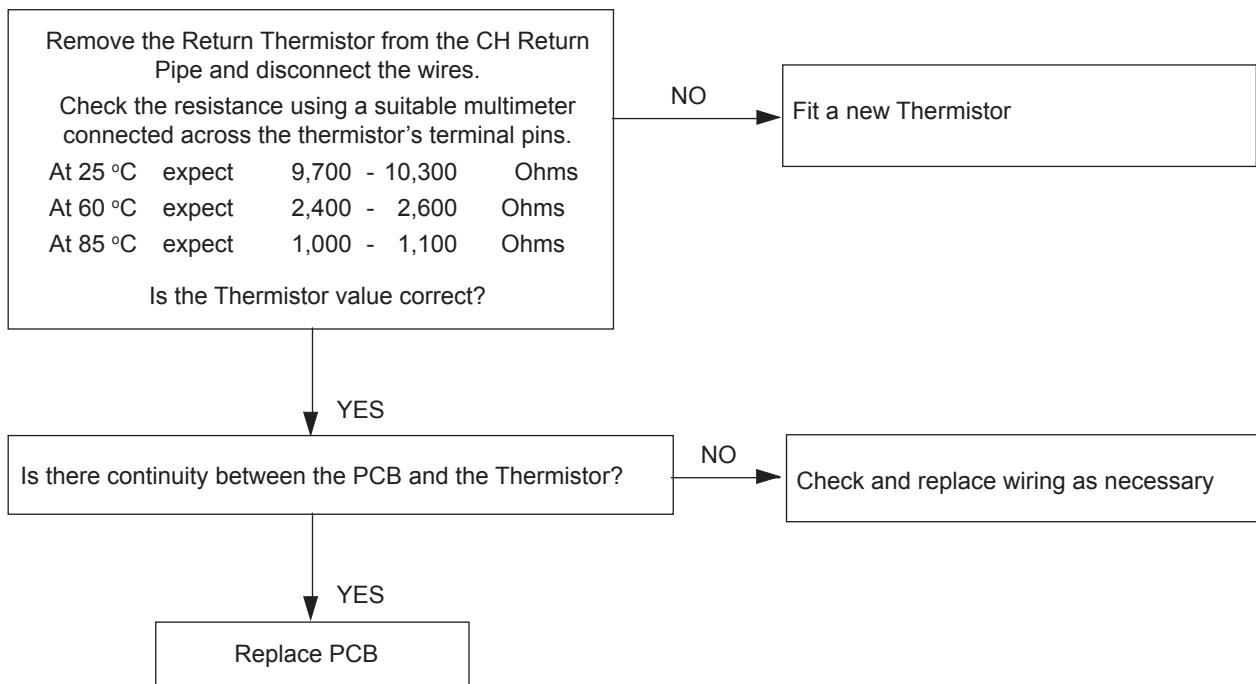 Remove the Return Thermistor from the CH Return
Pipe and disconnect the wires.
Check the resistance using a suitable multimeter
connected across the thermistor’s terminal pins.
At 25 °C expect 9,700 - 10,300 Ohms
At 60 °C expect 2,400 - 2,600 Ohms
At 85 °C expect 1,000 - 1,100 Ohms
Is the Thermistor value correct?
NO
Fit a new Thermistor
YES
Is there continuity between the PCB and the Thermistor?
NO
Check and replace wiring as necessary
YES
Replace PCB